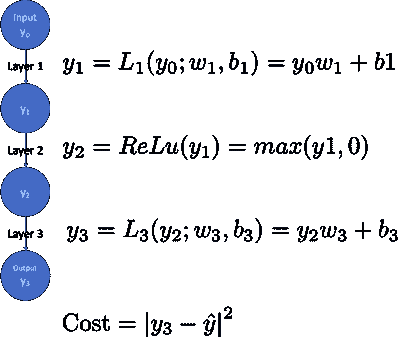 Input
y₀
Layer 1
y₁ = L₁(y₀; w₁, b₁) = y₀w₁ + b1
y₁
Layer 2
y₂ = ReLu(y₁) = max(y1, 0)
y₂
Layer 3
y₃ = L₃(y₂; w₃, b₃) = y₂w₃ + b₃
Output
y₃
Cost = |y₃ − ŷ|²